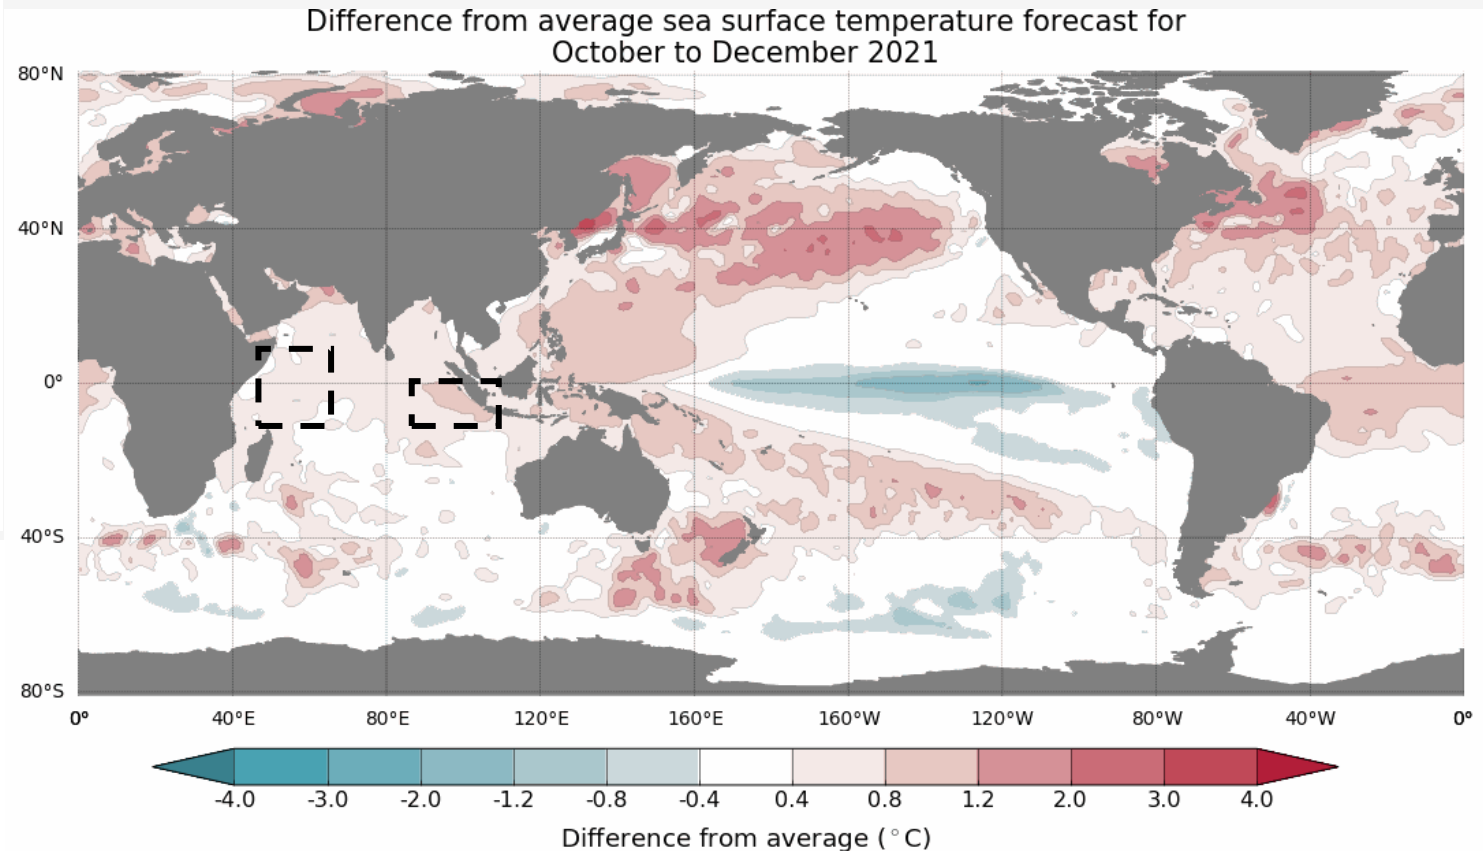 Difference from average sea surface temperature forecast for
October to December 2021
80°N
40°N
0°
40°S
80°S
0° 40°E 80°E 120°E 160°E 160°W 120°W 80°W 40°W 0°
-4.0 -3.0 -2.0 -1.2 -0.8 -0.4 0.4 0.8 1.2 2.0 3.0 4.0
Difference from average (°C)